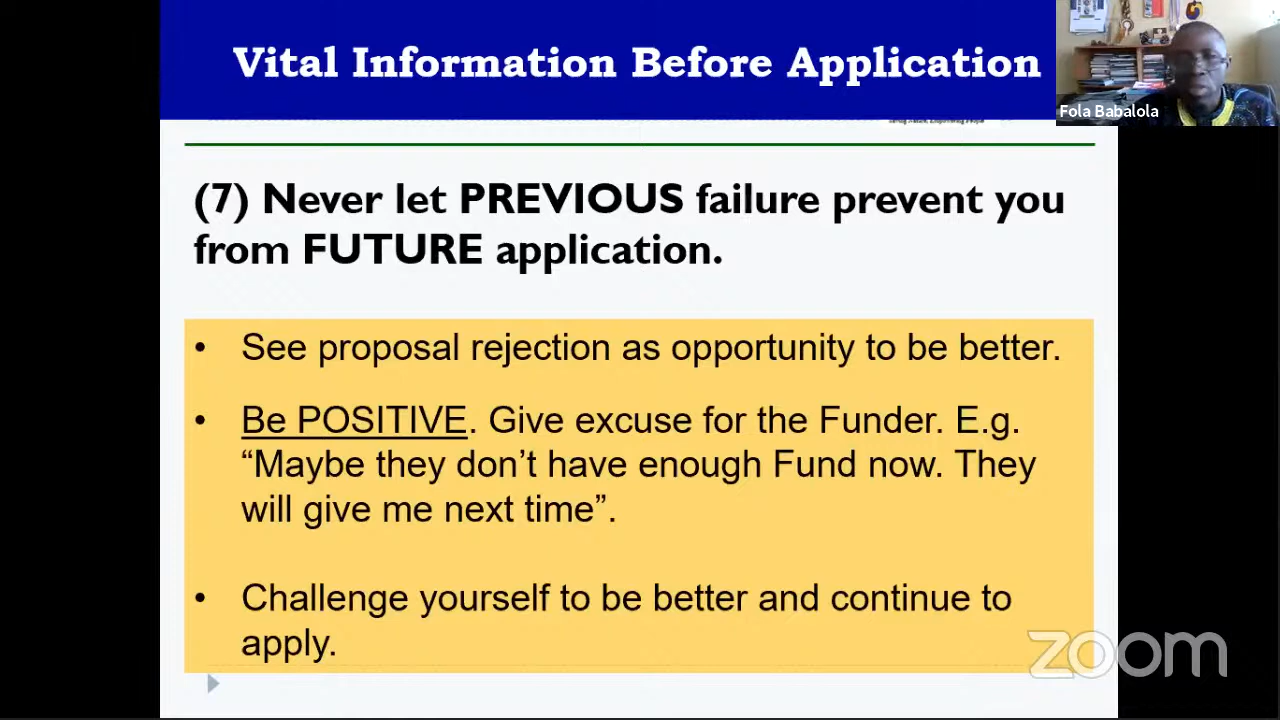 Vital Information Before Application
Fola Babalola
(7) Never let PREVIOUS failure prevent you
from FUTURE application.
• See proposal rejection as opportunity to be better.
• Be POSITIVE. Give excuse for the Funder. E.g.
“Maybe they don’t have enough Fund now. They
will give me next time”.
• Challenge yourself to be better and continue to
apply.
zoom